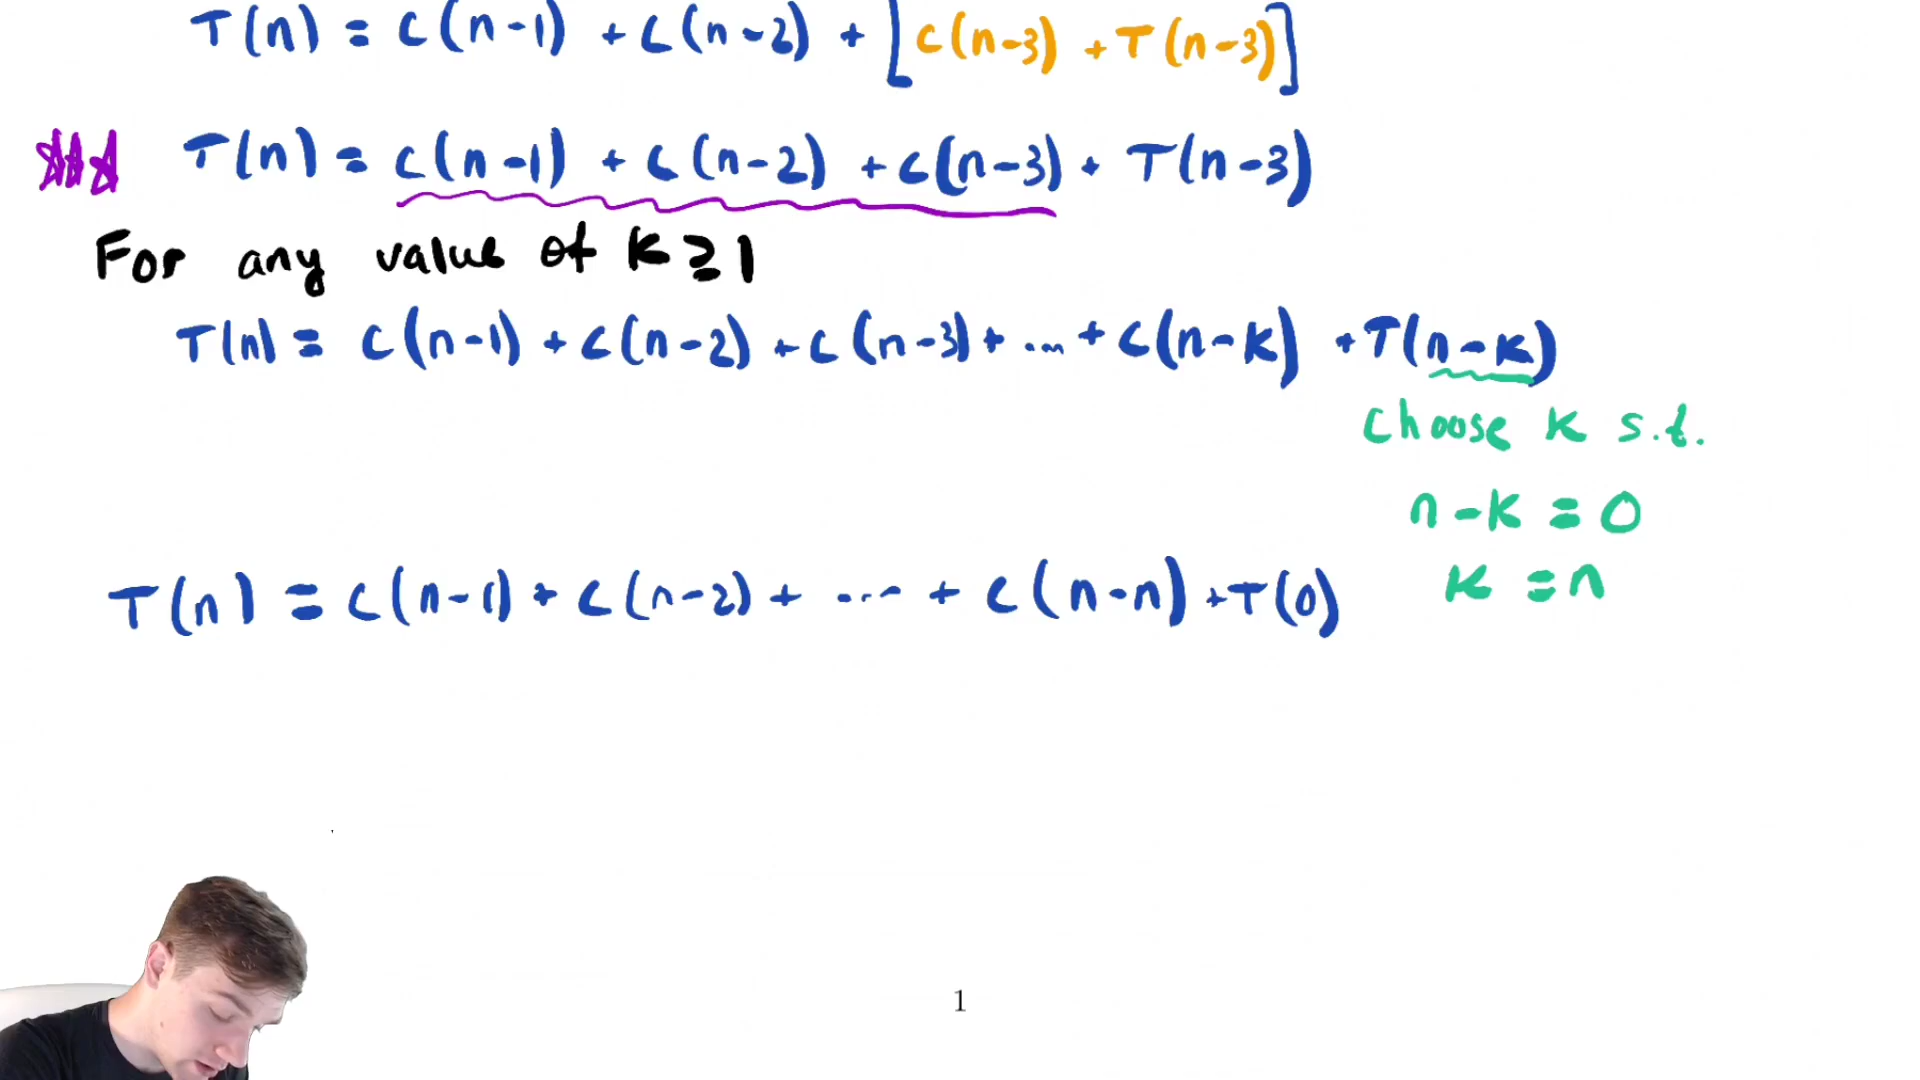 T(n) = c(n-1) + c(n-2) + [c(n-3) + T(n-3)]
T(n) = c(n-1) + c(n-2) + c(n-3) + T(n-3)
For any value of K ≥ 1
T(n) = c(n-1) + c(n-2) + c(n-3) + ... + c(n-K) + T(n-K)
choose K s.t.
n-K = 0
K = n
T(n) = c(n-1) + c(n-2) + ... + c(n-n) + T(0)
1